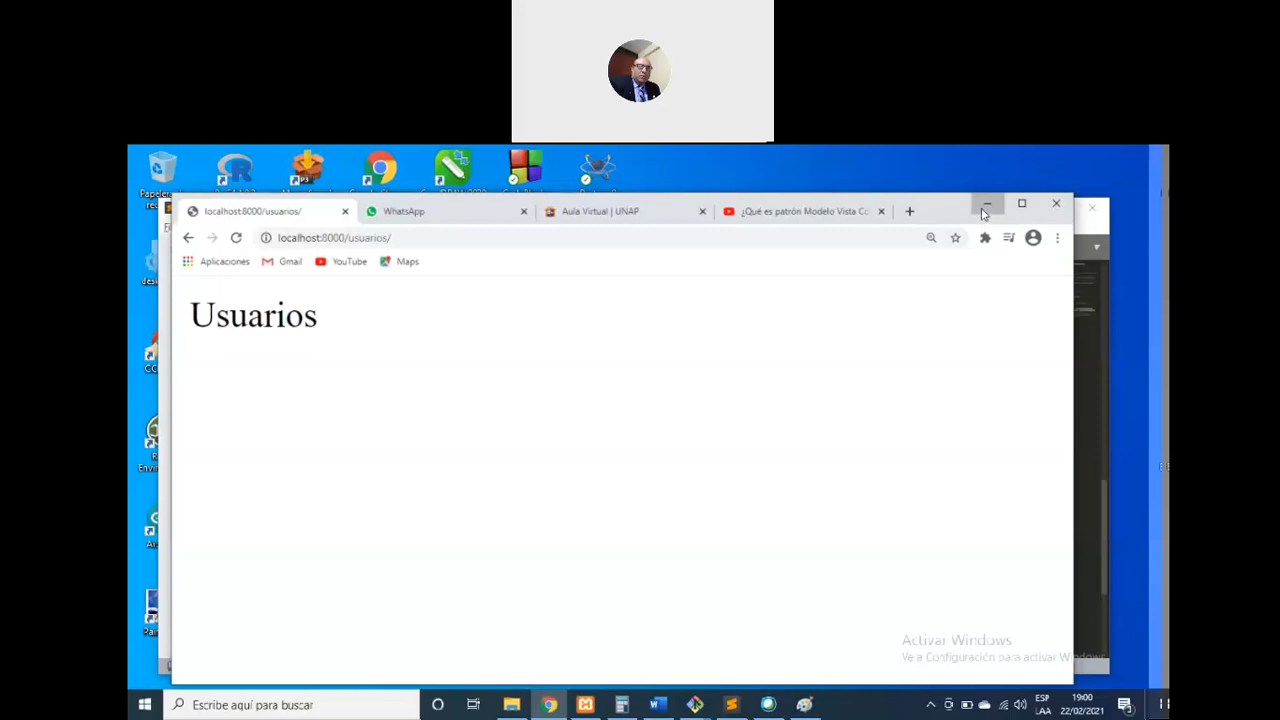 localhost:8000/usuarios/
WhatsApp
Aula Virtual | UNAP
¿Qué es patrón Modelo Vista Co
localhost:8000/usuarios/
Aplicaciones
Gmail
YouTube
Maps
Usuarios
Activar Windows
Ve a Configuración para activar Windows
Escribe aquí para buscar
ESP
LAA
19:00
22/02/2021